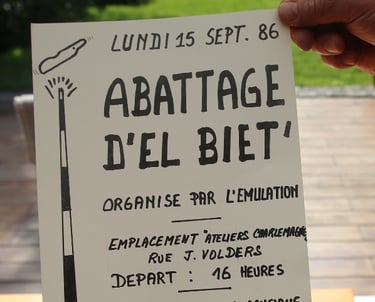 LUNDI 15 SEPT. 86
ABATTAGE
D'EL BIET'
ORGANISE PAR L'EMULATION
EMPLACEMENT "ATELIERS CHARLEMAGNE
RUE J. VOLDERS
DEPART : 16 HEURES